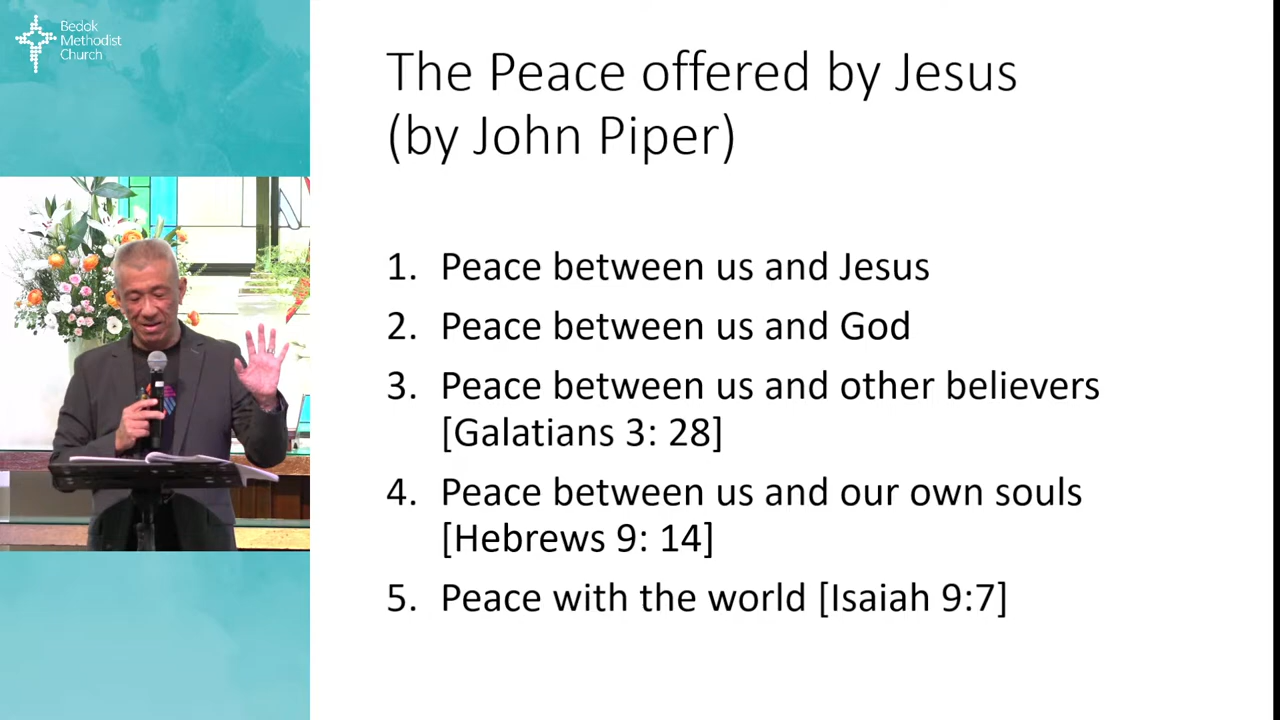 Bedok
Methodist
Church
The Peace offered by Jesus
(by John Piper)
1. Peace between us and Jesus
2. Peace between us and God
3. Peace between us and other believers
[Galatians 3: 28]
4. Peace between us and our own souls
[Hebrews 9: 14]
5. Peace with the world [Isaiah 9:7]